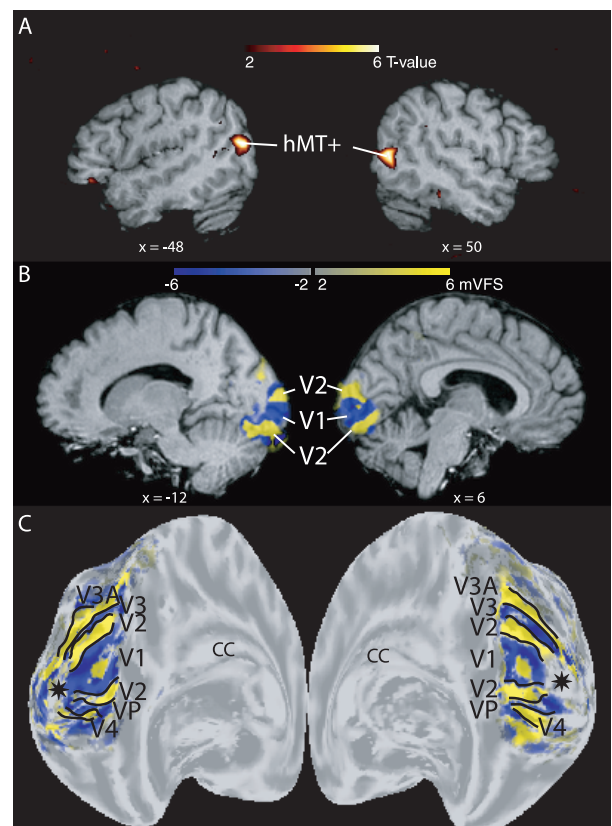 A
2 6 T-value
hMT+
x = -48 x = 50
B
-6 -2 2 6 mVFS
V2
V1
V2
x = -12 x = 6
C
V3A V3A
V3 V3
V2 V2
V1 CC CC V1
V2 V2
VP VP
V4 V4